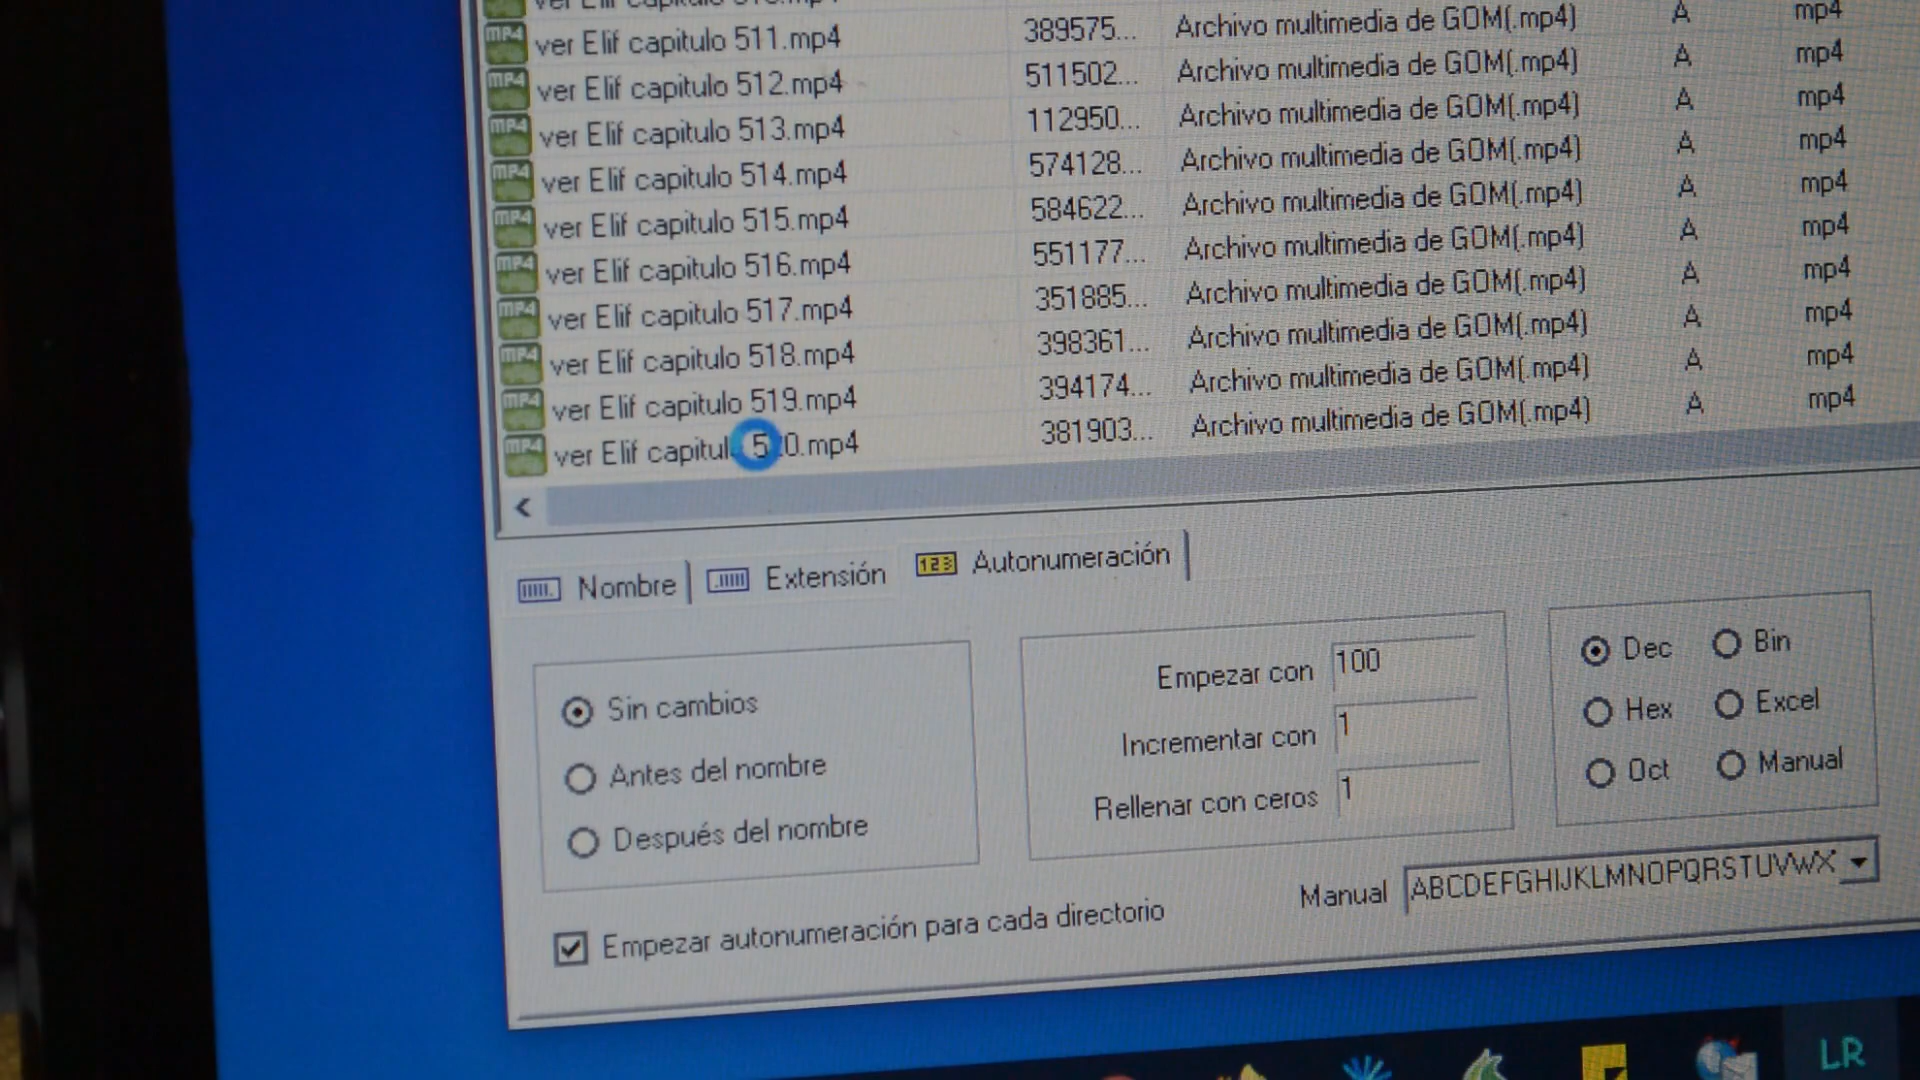 ver Elif capitulo 511.mp4 389575... Archivo multimedia de GOM(.mp4) A mp4
ver Elif capitulo 512.mp4 511502... Archivo multimedia de GOM(.mp4) A mp4
ver Elif capitulo 513.mp4 112950... Archivo multimedia de GOM(.mp4) A mp4
ver Elif capitulo 514.mp4 574128... Archivo multimedia de GOM(.mp4) A mp4
ver Elif capitulo 515.mp4 584622... Archivo multimedia de GOM(.mp4) A mp4
ver Elif capitulo 516.mp4 551177... Archivo multimedia de GOM(.mp4) A mp4
ver Elif capitulo 517.mp4 351885... Archivo multimedia de GOM(.mp4) A mp4
ver Elif capitulo 518.mp4 398361... Archivo multimedia de GOM(.mp4) A mp4
ver Elif capitulo 519.mp4 394174... Archivo multimedia de GOM(.mp4) A mp4
ver Elif capitulo 520.mp4 381903... Archivo multimedia de GOM(.mp4) A mp4
Nombre Extensión 123 Autonumeración
Sin cambios
Antes del nombre
Después del nombre
Empezar con 100
Incrementar con 1
Rellenar con ceros 1
Dec Bin
Hex Excel
Oct Manual
Empezar autonumeración para cada directorio
Manual ABCDEFGHIJKLMNOPQRSTUVWX
LR